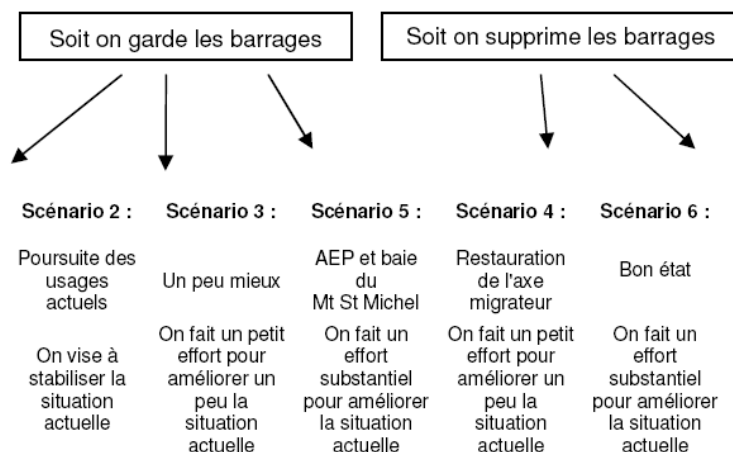 Soit on garde les barrages
Soit on supprime les barrages
Scénario 2 :
Poursuite des
usages
actuels
On vise à
stabiliser la
situation
actuelle
Scénario 3 :
Un peu mieux
On fait un petit
effort pour
améliorer un
peu la
situation
actuelle
Scénario 5 :
AEP et baie
du
Mt St Michel
On fait un
effort
substantiel
pour améliorer
la situation
actuelle
Scénario 4 :
Restauration
de l'axe
migrateur
On fait un petit
effort pour
améliorer un
peu la
situation
actuelle
Scénario 6 :
Bon état
On fait un
effort
substantiel
pour améliorer
la situation
actuelle